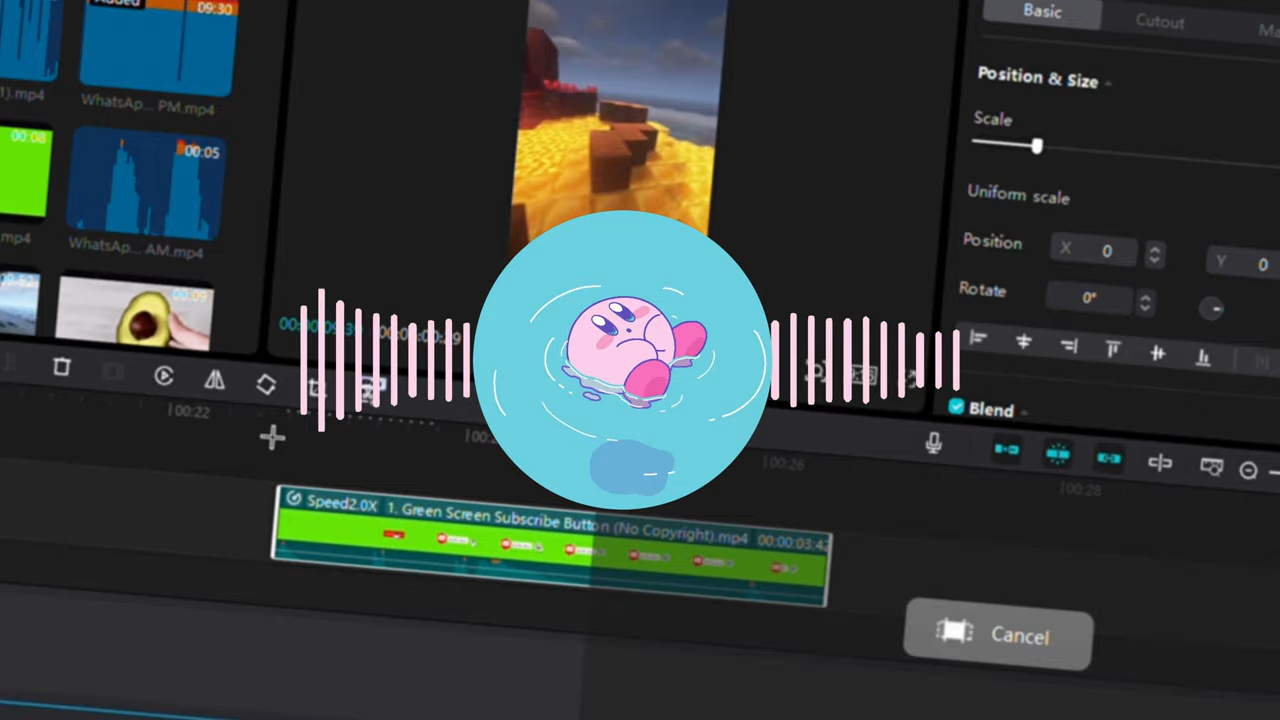 Added
09:30
1).mp4
WhatsAp... PM.mp4
00:08
00:05
mp4
WhatsAp... AM.mp4
00:09
Basic
Cutout
Position & Size
Scale
Uniform scale
Position
X 0
Y 0
Rotate
0°
Blend
00:22
00:26
00:28
Speed2.0X 1. Green Screen Subscribe Button (No Copyright).mp4 00:00:03:42
Cancel